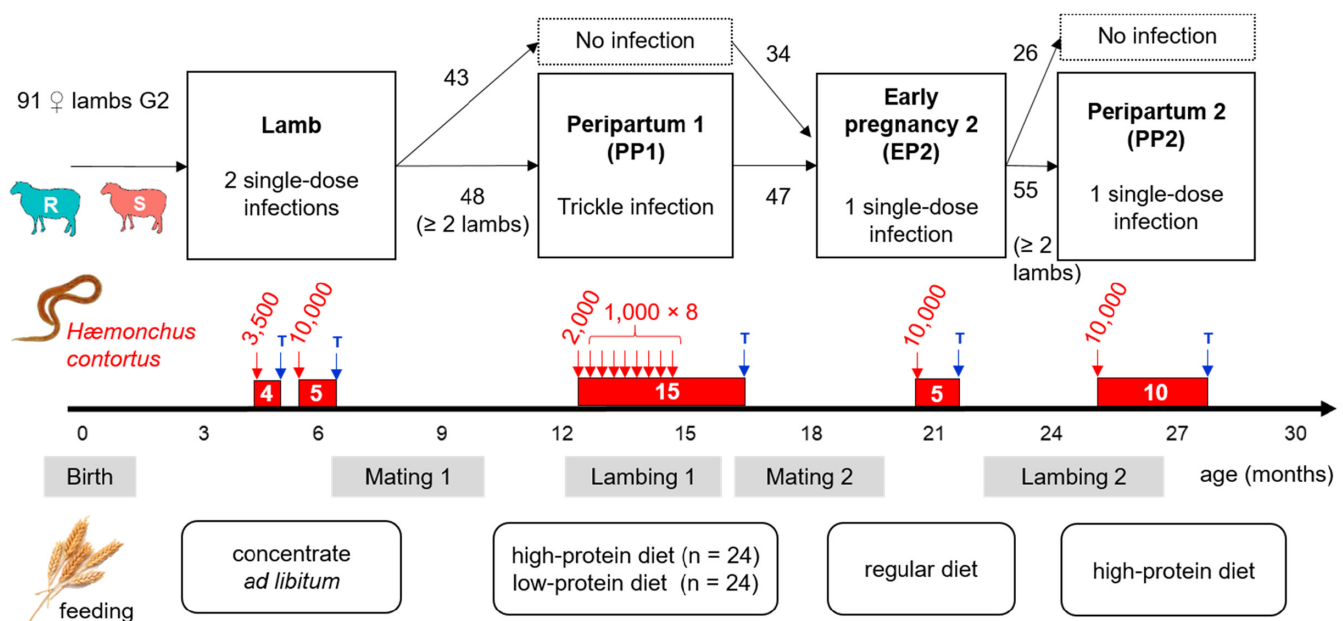 91 ♀ lambs G2
R
S
Lamb
2 single-dose
infections
43
48
(≥ 2 lambs)
No infection
Peripartum 1
(PP1)
Trickle infection
34
47
Early
pregnancy 2
(EP2)
1 single-dose
infection
26
55
(≥ 2
lambs)
No infection
Peripartum 2
(PP2)
1 single-dose
infection
Hæmonchus
contortus
3,500
T
10,000
T
2,000
1,000 × 8
T
10,000
T
10,000
T
4
5
15
5
10
0 3 6 9 12 15 18 21 24 27 30
Birth
Mating 1
Lambing 1
Mating 2
Lambing 2
age (months)
feeding
concentrate
ad libitum
high-protein diet (n = 24)
low-protein diet (n = 24)
regular diet
high-protein diet